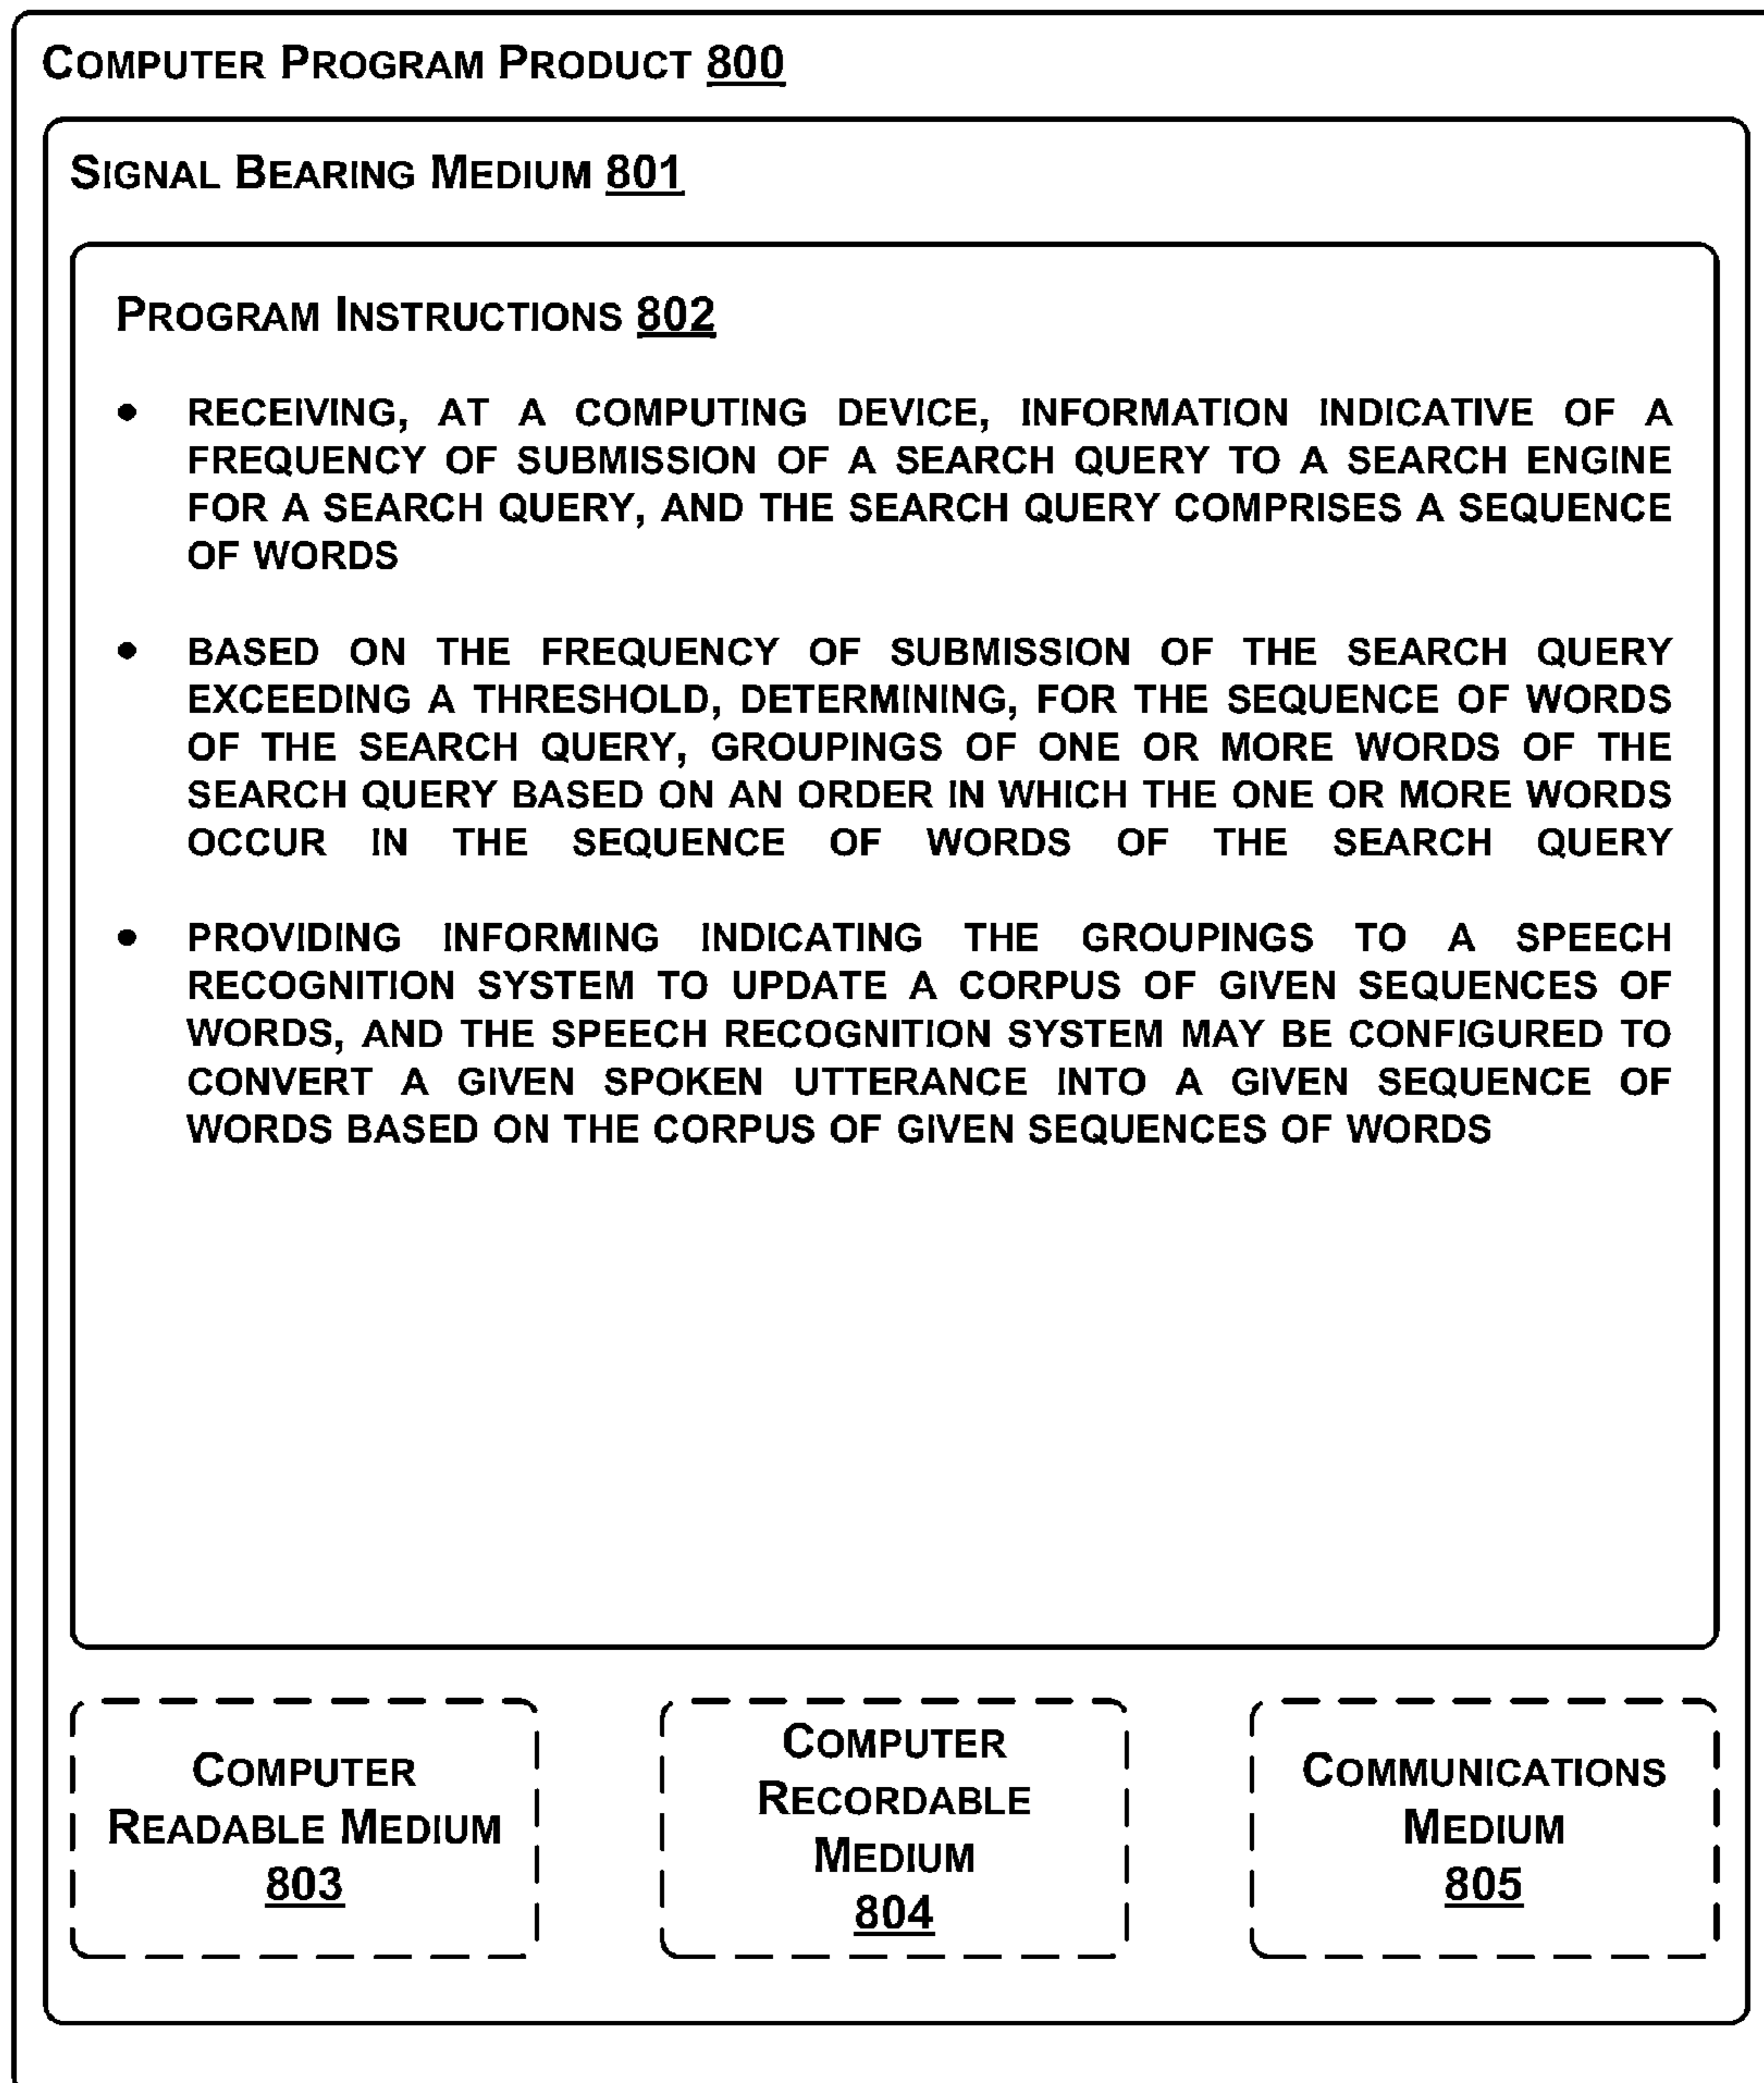 COMPUTER PROGRAM PRODUCT 800
SIGNAL BEARING MEDIUM 801
PROGRAM INSTRUCTIONS 802
• RECEIVING, AT A COMPUTING DEVICE, INFORMATION INDICATIVE OF A
FREQUENCY OF SUBMISSION OF A SEARCH QUERY TO A SEARCH ENGINE
FOR A SEARCH QUERY, AND THE SEARCH QUERY COMPRISES A SEQUENCE
OF WORDS
• BASED ON THE FREQUENCY OF SUBMISSION OF THE SEARCH QUERY
EXCEEDING A THRESHOLD, DETERMINING, FOR THE SEQUENCE OF WORDS
OF THE SEARCH QUERY, GROUPINGS OF ONE OR MORE WORDS OF THE
SEARCH QUERY BASED ON AN ORDER IN WHICH THE ONE OR MORE WORDS
OCCUR IN THE SEQUENCE OF WORDS OF THE SEARCH QUERY
• PROVIDING INFORMING INDICATING THE GROUPINGS TO A SPEECH
RECOGNITION SYSTEM TO UPDATE A CORPUS OF GIVEN SEQUENCES OF
WORDS, AND THE SPEECH RECOGNITION SYSTEM MAY BE CONFIGURED TO
CONVERT A GIVEN SPOKEN UTTERANCE INTO A GIVEN SEQUENCE OF
WORDS BASED ON THE CORPUS OF GIVEN SEQUENCES OF WORDS
COMPUTER
READABLE MEDIUM
803
COMPUTER
RECORDABLE
MEDIUM
804
COMMUNICATIONS
MEDIUM
805